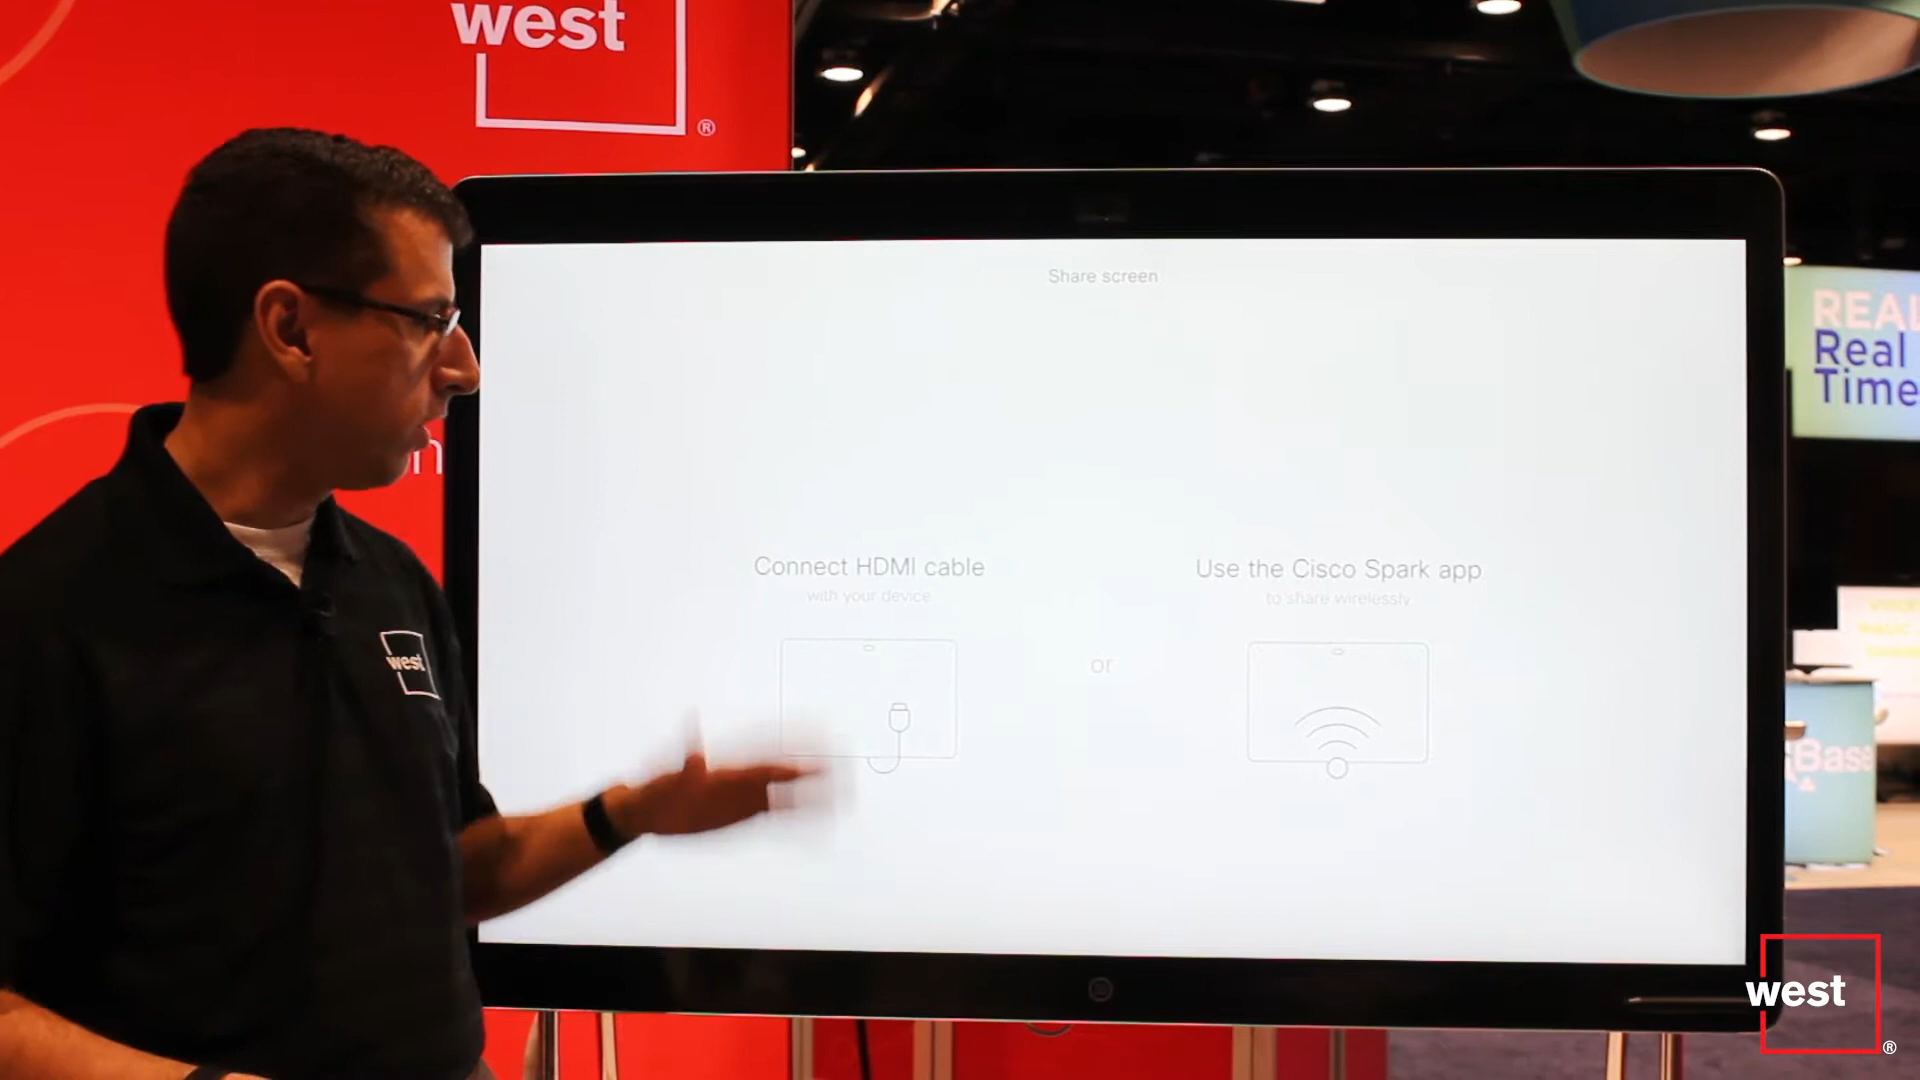 west
®
Share screen
REAL
Real
Time
Connect HDMI cable
with your device
Use the Cisco Spark app
to share wirelessly
or
west
Base
west
®